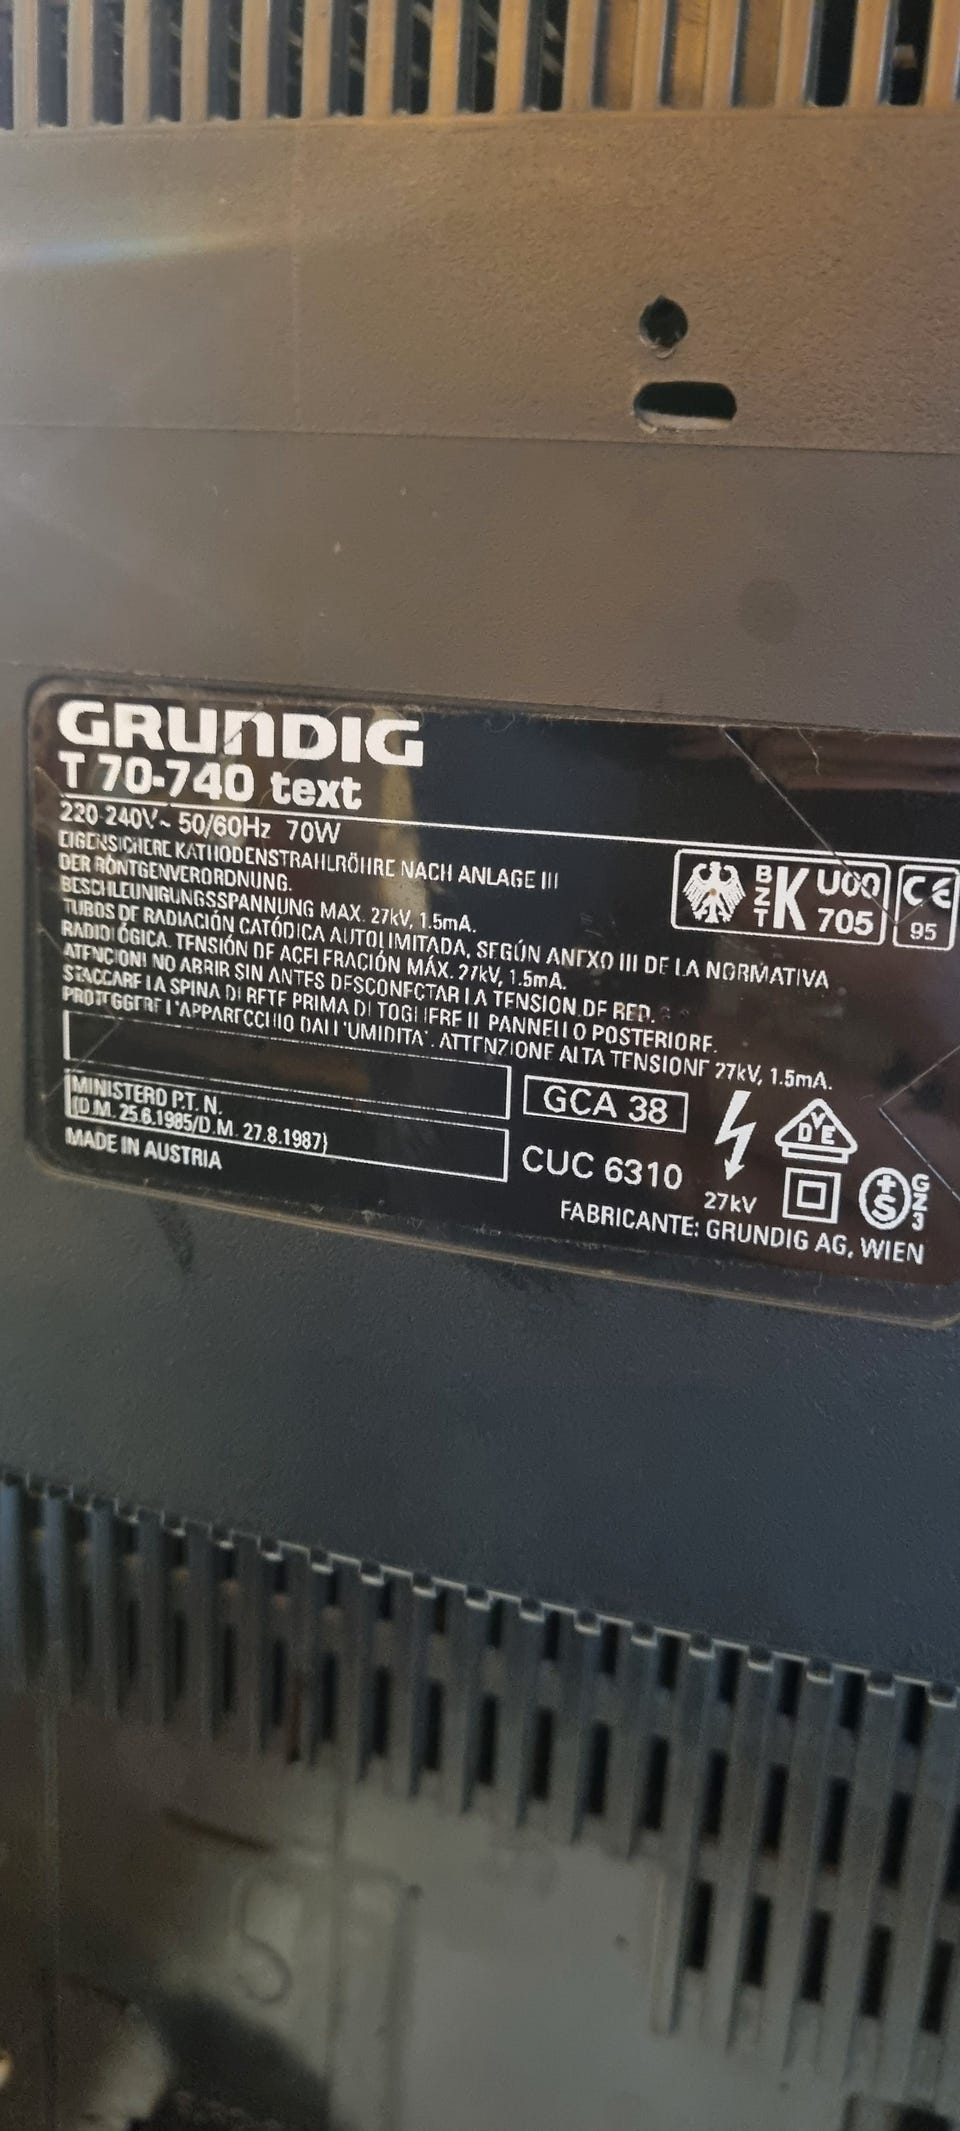 GRUNDIG
T 70-740 text
220-240V~ 50/60Hz 70W
EIGENSICHERE KATHODENSTRAHLRÖHRE NACH ANLAGE III
DER RÖNTGENVERORDNUNG.
BESCHLEUNIGUNGSSPANNUNG MAX. 27kV, 1.5mA.
TUBOS DE RADIACIÓN CATÓDICA AUTOLIMITADA, SEGÚN ANEXO III DE LA NORMATIVA
RADIOLÓGICA. TENSIÓN DE ACELERACIÓN MÁX. 27kV, 1.5mA.
ATENCION! NO ABRIR SIN ANTES DESCONECTAR LA TENSION DE RED.
STACCARE LA SPINA DI RETE PRIMA DI TOGLIERE IL PANNELLO POSTERIORE.
PROTEGGERE L'APPARECCHIO DALL'UMIDITA'. ATTENZIONE ALTA TENSIONE 27kV, 1.5mA.
BZT K U000 705
CE 95
MINISTERO PT. N.
(D.M. 25.6.1985/D.M. 27.8.1987)
MADE IN AUSTRIA
GCA 38
CUC 6310
27kV
DVE
+S GZ3
FABRICANTE: GRUNDIG AG, WIEN